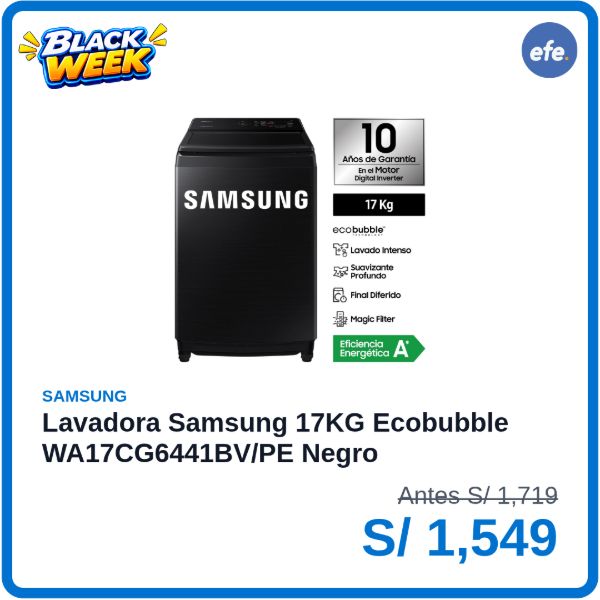 BLACK
WEEK
efe.
SAMSUNG
10
Años de Garantía
En el Motor
Digital Inverter
17 Kg
ecobubble™
TECHNOLOGY
Lavado Intenso
Suavizante
Profundo
Final Diferido
Magic Filter
Eficiencia
Energética A*
SAMSUNG
Lavadora Samsung 17KG Ecobubble
WA17CG6441BV/PE Negro
Antes S/ 1,719
S/ 1,549